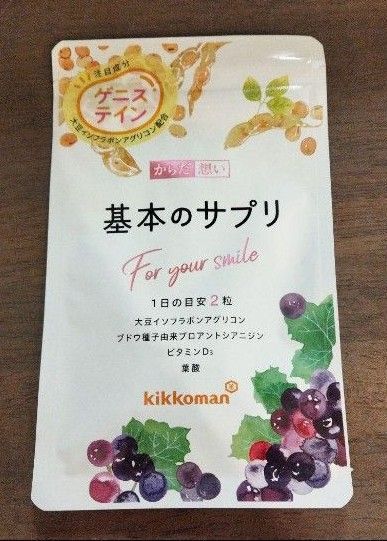 注目成分
ゲニス
テイン
大豆イソフラボンアグリコン配合
からだ想い
基本のサプリ
For your smile
1日の目安2粒
大豆イソフラボンアグリコン
ブドウ種子由来プロアントシアニジン
ビタミンD3
葉酸
kikkoman